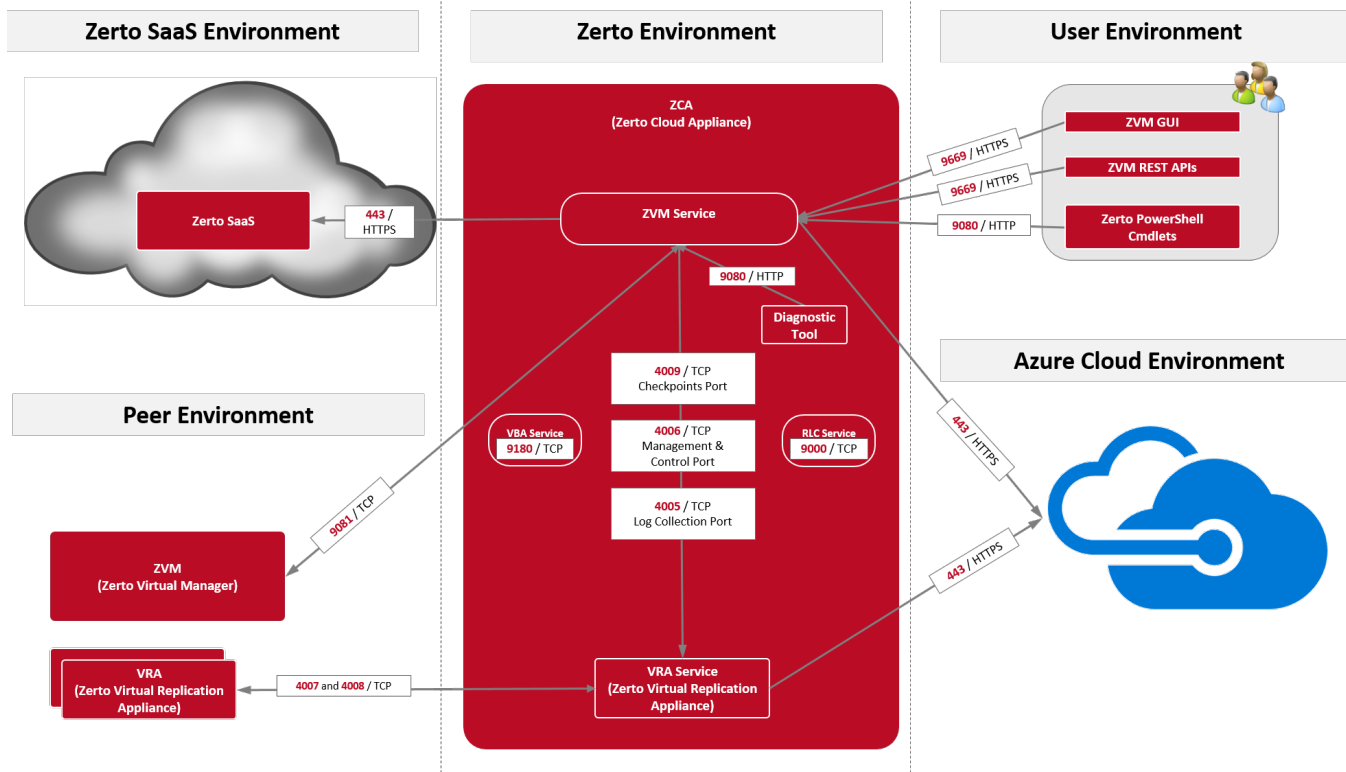 Zerto SaaS Environment
Zerto Environment
User Environment
ZCA
(Zerto Cloud Appliance)
ZVM GUI
9669 / HTTPS
ZVM REST APIs
9669 / HTTPS
Zerto PowerShell
Cmdlets
9080 / HTTP
Zerto SaaS
443 /
HTTPS
ZVM Service
9080 / HTTP
Diagnostic
Tool
Azure Cloud Environment
443 / HTTPS
443 / HTTPS
4009 / TCP
Checkpoints Port
VBA Service
9180 / TCP
4006 / TCP
Management &
Control Port
RLC Service
9000 / TCP
4005 / TCP
Log Collection Port
Peer Environment
9081 / TCP
ZVM
(Zerto Virtual Manager)
VRA
(Zerto Virtual Replication
Appliance)
4007 and 4008 / TCP
VRA Service
(Zerto Virtual Replication
Appliance)